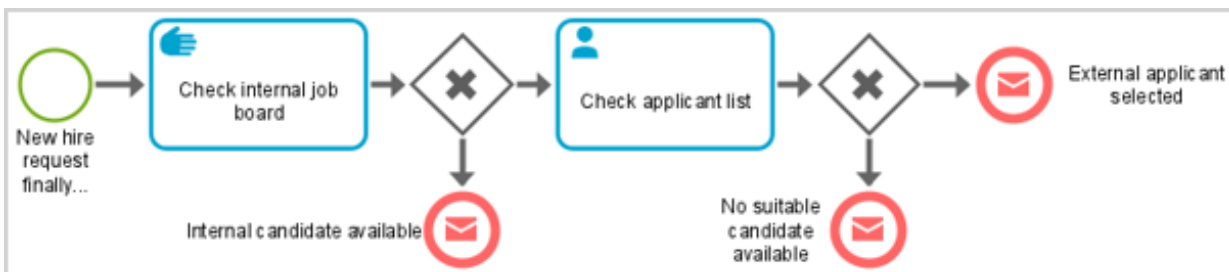 New hire
request
finally...
Check internal job
board
Internal candidate available
Check applicant list
No suitable
candidate
available
External applicant
selected